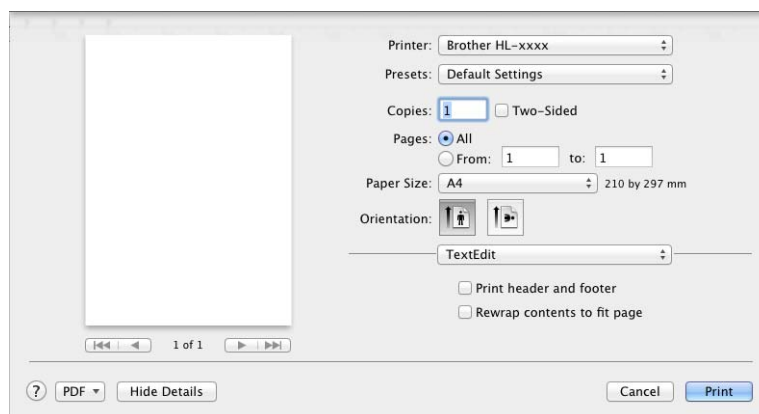 Printer: Brother HL-xxxx
Presets: Default Settings
Copies: 1 Two-Sided
Pages: All
From: 1 to: 1
Paper Size: A4 210 by 297 mm
Orientation:
TextEdit
Print header and footer
Rewrap contents to fit page
1 of 1
? PDF Hide Details Cancel Print